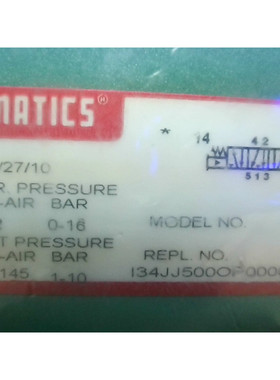 MATICS®
/27/10
* 14 4 2
5 1 3
R. PRESSURE
-AIR BAR
0-16 MODEL NO.
T PRESSURE
-AIR BAR REPL. NO.
145 1-10 I34JJ500OP000